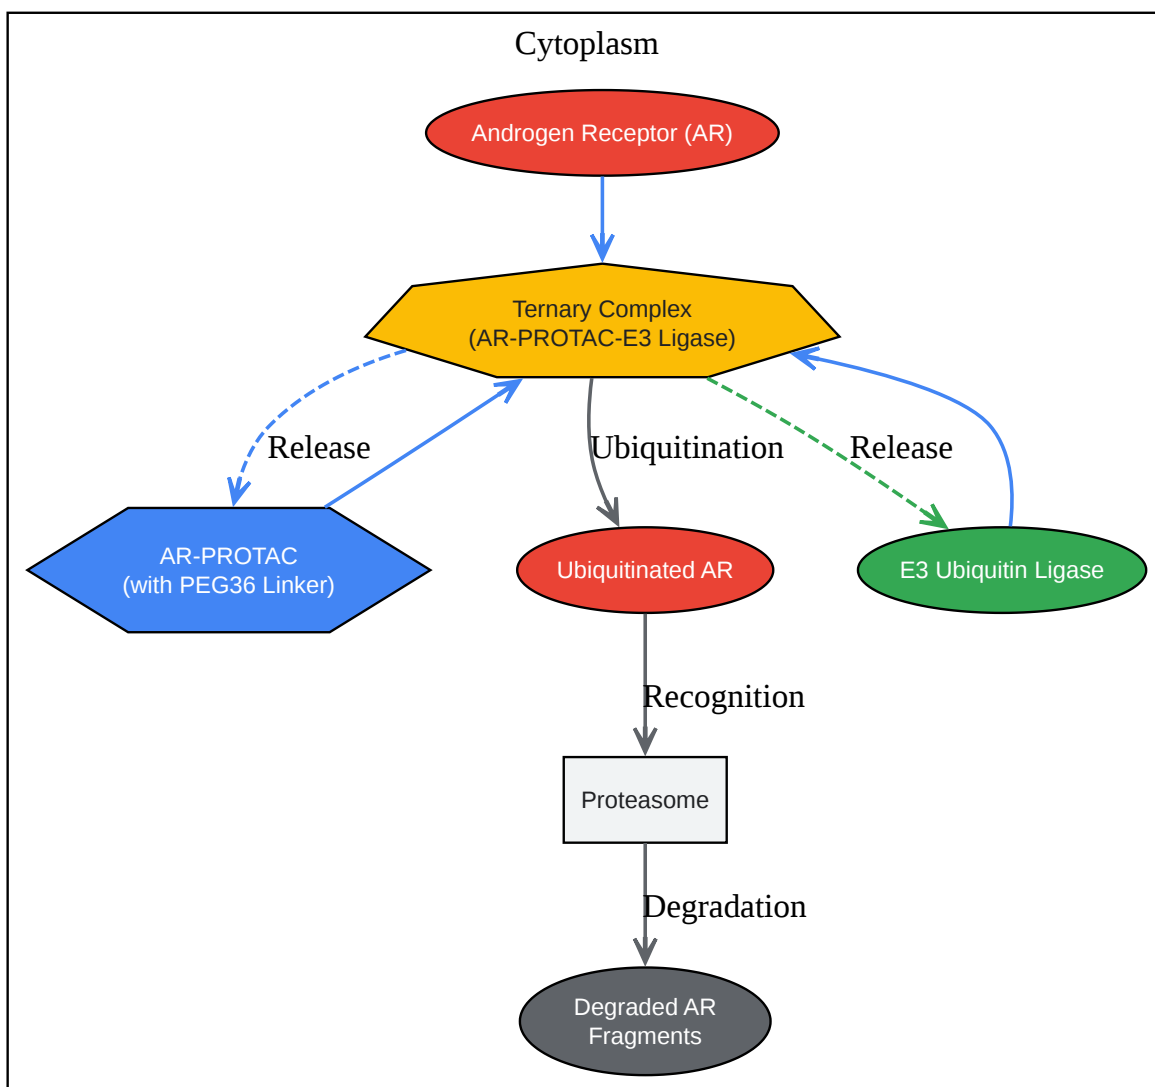 Cytoplasm
Androgen Receptor (AR)
Ternary Complex
(AR-PROTAC-E3 Ligase)
Release
Ubiquitination
Release
AR-PROTAC
(with PEG36 Linker)
Ubiquitinated AR
E3 Ubiquitin Ligase
Recognition
Proteasome
Degradation
Degraded AR
Fragments